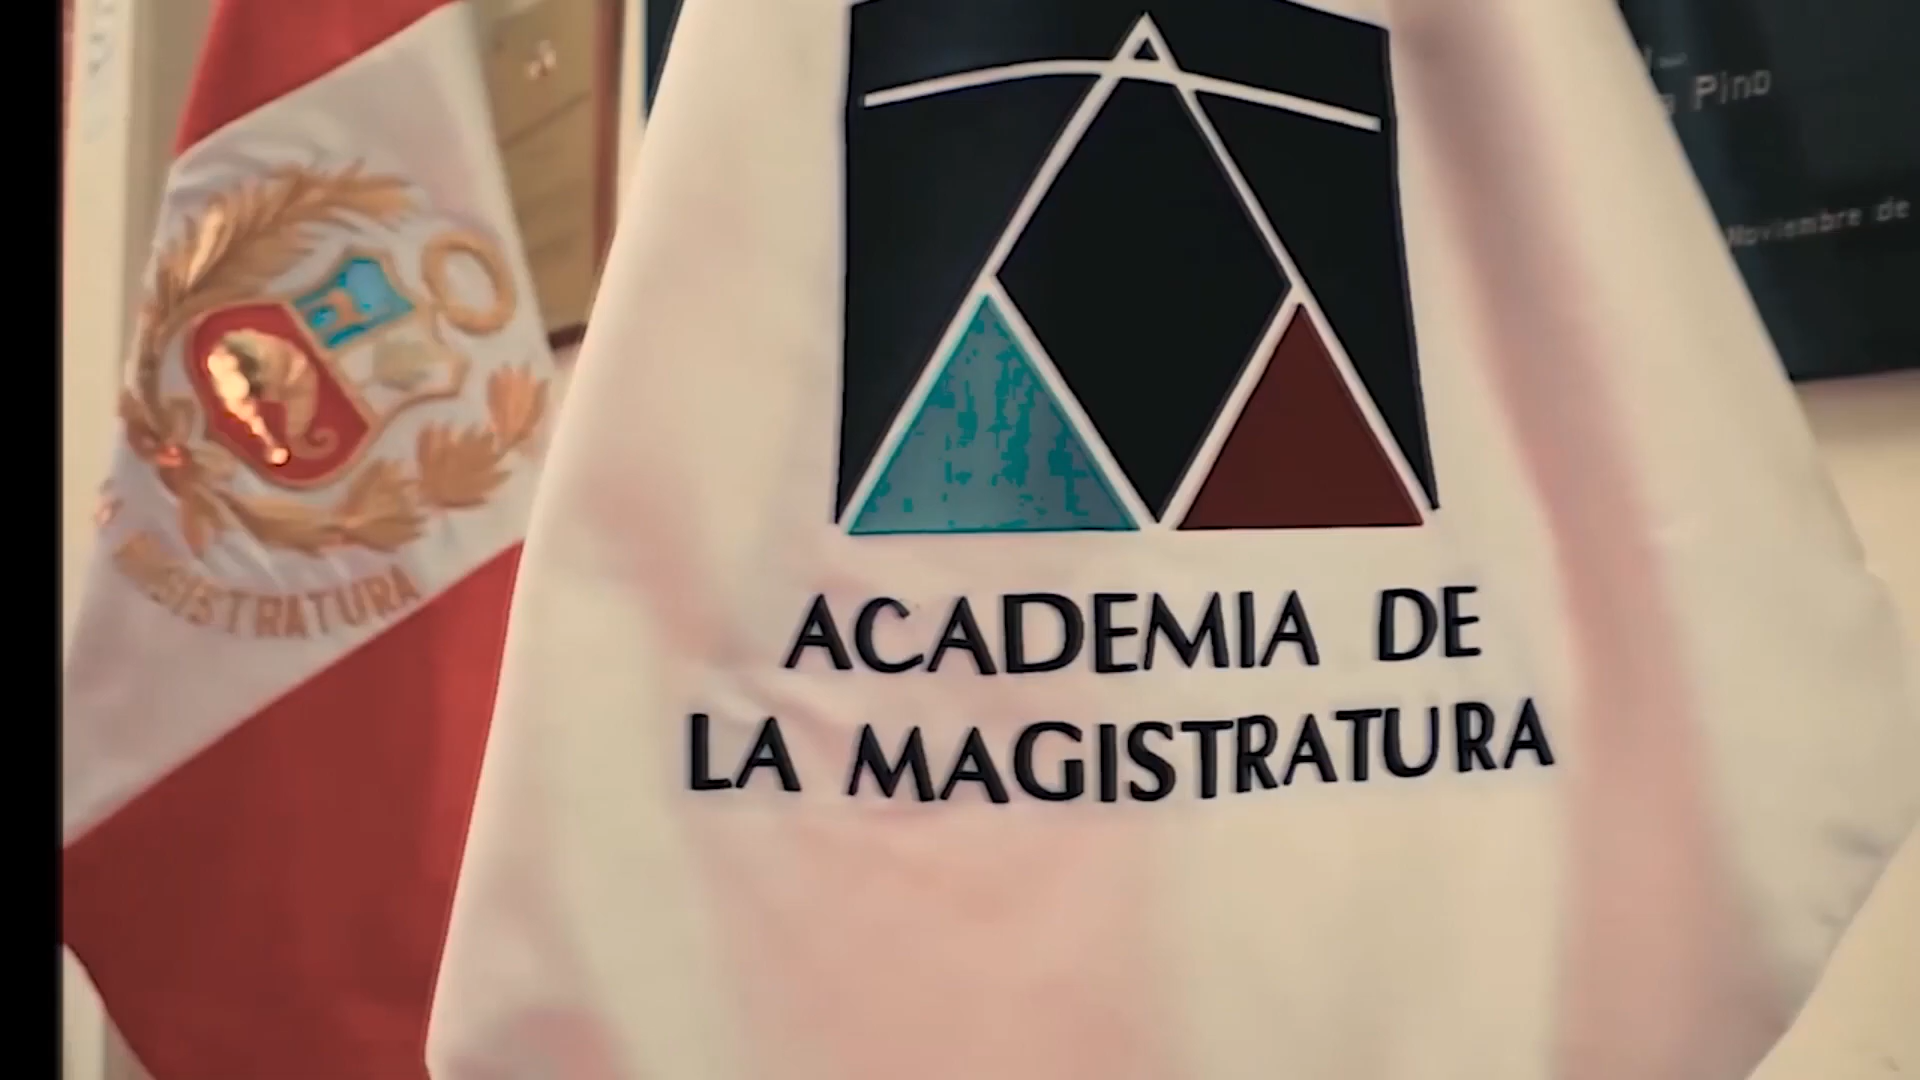 ACADEMIA DE
LA MAGISTRATURA
MAGISTRATURA
Pino
Noviembre de